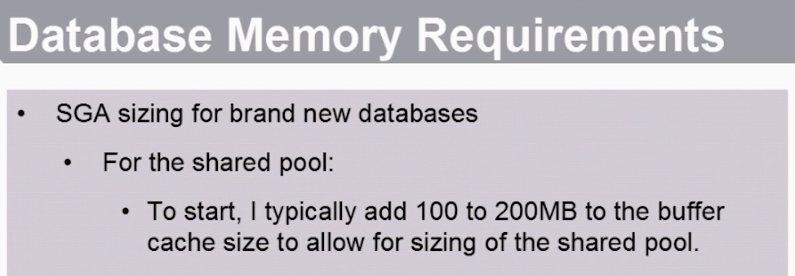 Database Memory Requirements
• SGA sizing for brand new databases
• For the shared pool:
• To start, I typically add 100 to 200MB to the buffer
cache size to allow for sizing of the shared pool.